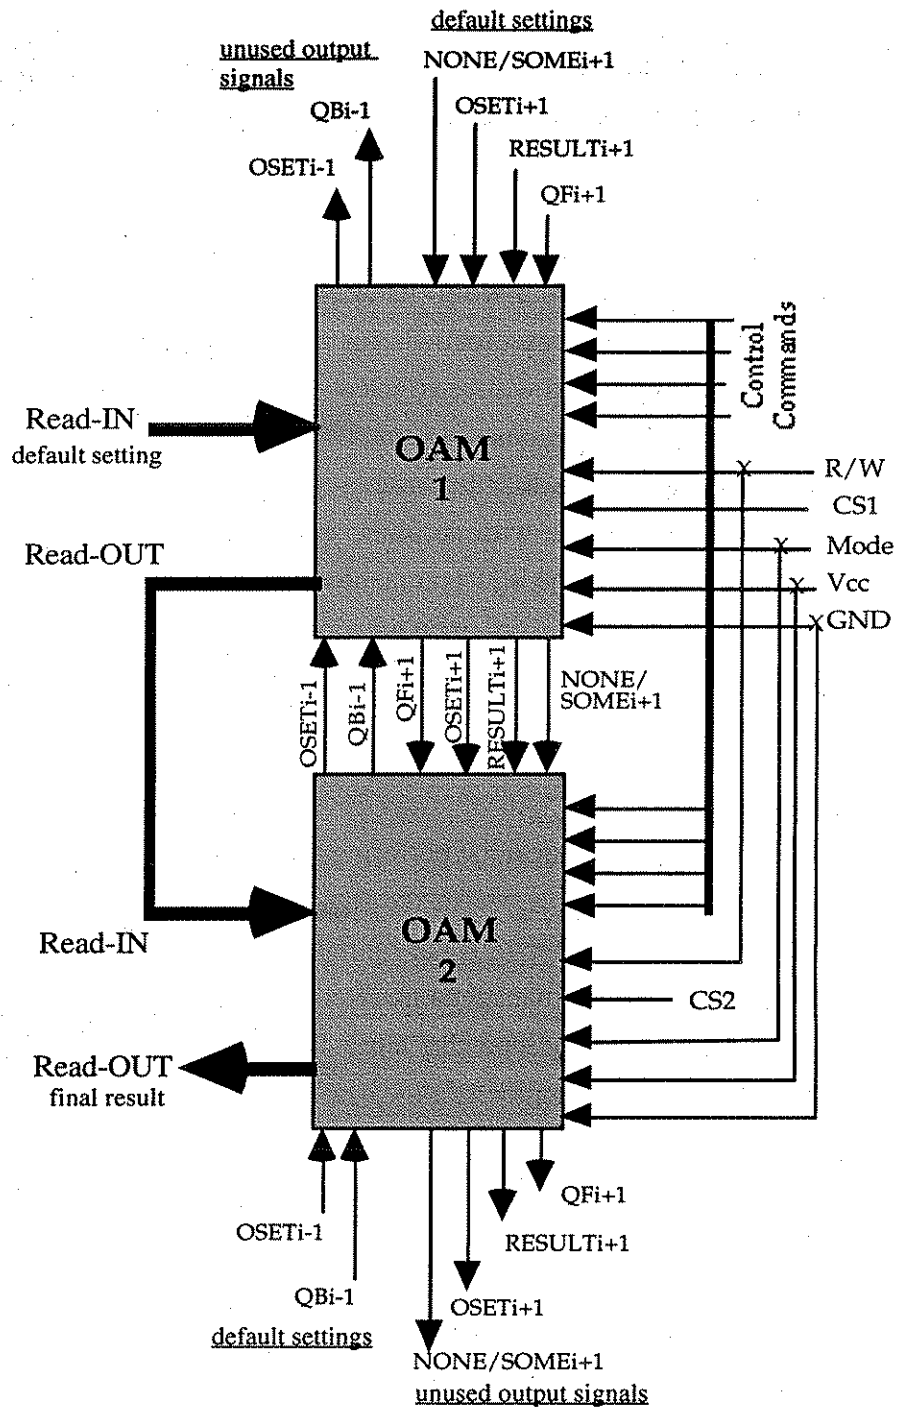 default settings
unused output
signals
NONE/SOMEi+1
QBi-1
OSETi+1
OSETi-1
RESULTi+1
QFi+1
Control
Commands
Read-IN
default setting
OAM
1
R/W
CS1
Read-OUT
Mode
Vcc
GND
OSETi-1
QBi-1
QFi+1
OSETi+1
RESULTi+1
NONE/
SOMEi+1
OAM
2
Read-IN
CS2
Read-OUT
final result
QFi+1
OSETi-1
RESULTi+1
QBi-1
OSETi+1
default settings
NONE/SOMEi+1
unused output signals